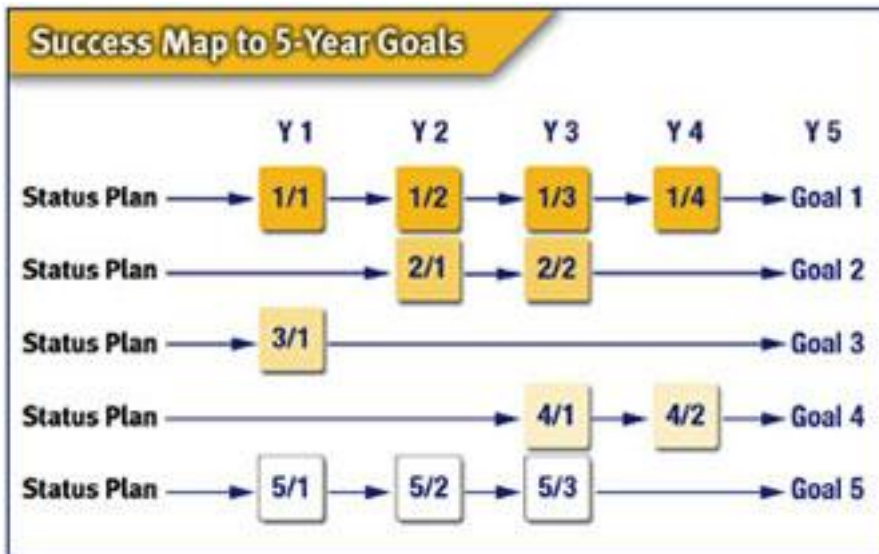 Success Map to 5-Year Goals
Y 1 Y 2 Y 3 Y 4 Y 5
Status Plan 1/1 1/2 1/3 1/4 Goal 1
Status Plan 2/1 2/2 Goal 2
Status Plan 3/1 Goal 3
Status Plan 4/1 4/2 Goal 4
Status Plan 5/1 5/2 5/3 Goal 5